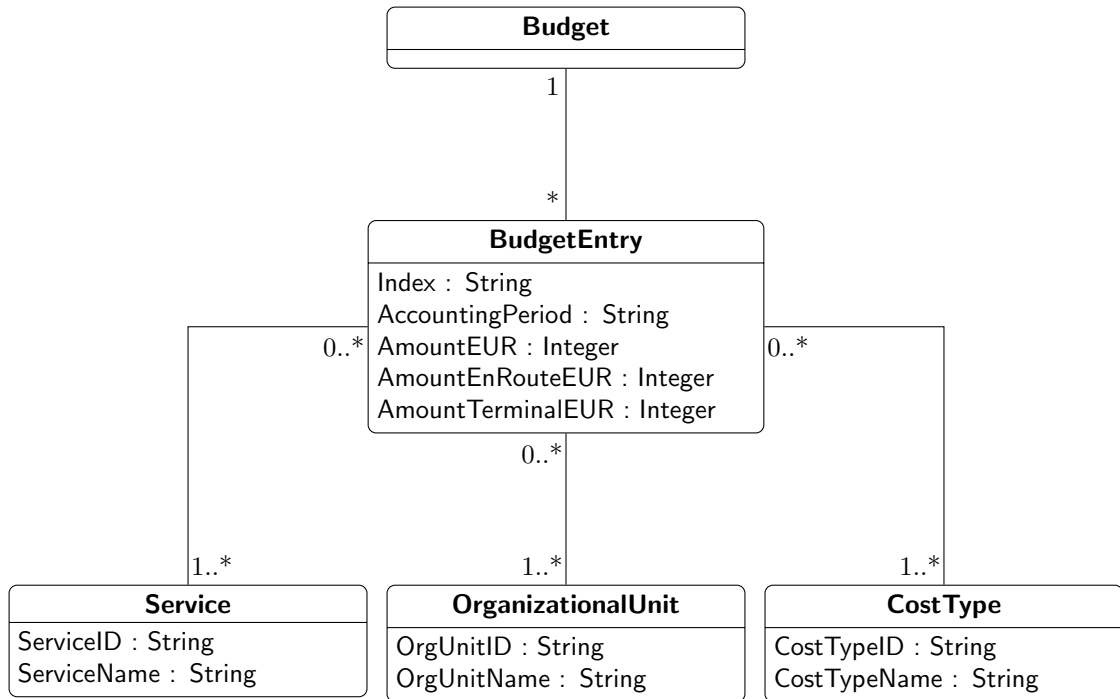 Budget
1
*
BudgetEntry
Index : String
AccountingPeriod : String
AmountEUR : Integer
AmountEnRouteEUR : Integer
AmountTerminalEUR : Integer
0..*
0..*
0..*
1..*
1..*
1..*
Service
ServiceID : String
ServiceName : String
OrganizationalUnit
OrgUnitID : String
OrgUnitName : String
CostType
CostTypeID : String
CostTypeName : String